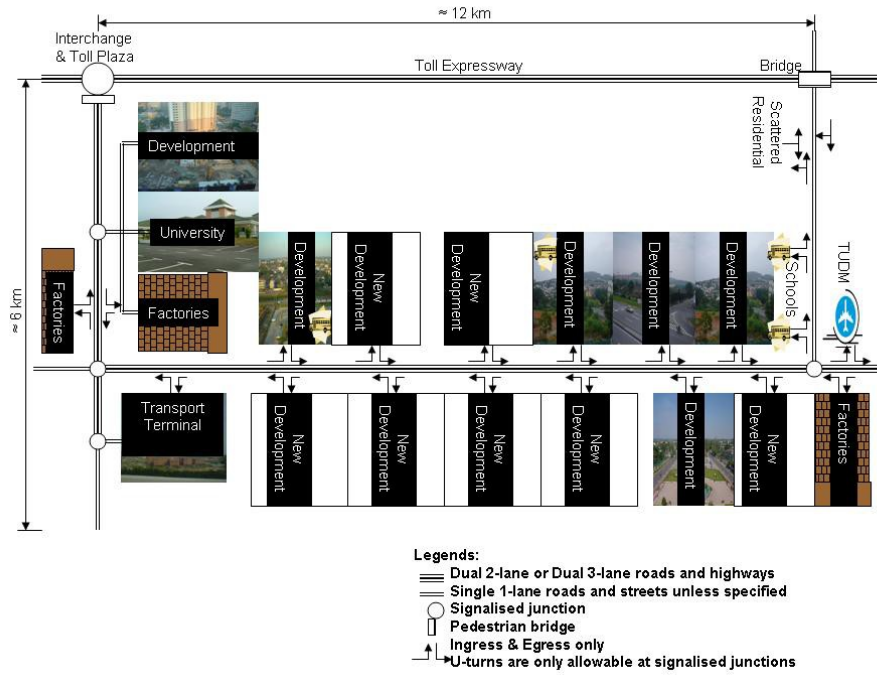 ≈ 12 km
Interchange
& Toll Plaza
Toll Expressway
Bridge
Scattered
Residential
Development
University
Factories
Factories
≈ 6 km
Development
New
Development
New
Development
Development
Development
Development
Schools
TUDM
Transport
Terminal
New
Development
New
Development
New
Development
New
Development
Development
New
Development
Factories
Legends:
Dual 2-lane or Dual 3-lane roads and highways
Single 1-lane roads and streets unless specified
Signalised junction
Pedestrian bridge
Ingress & Egress only
U-turns are only allowable at signalised junctions